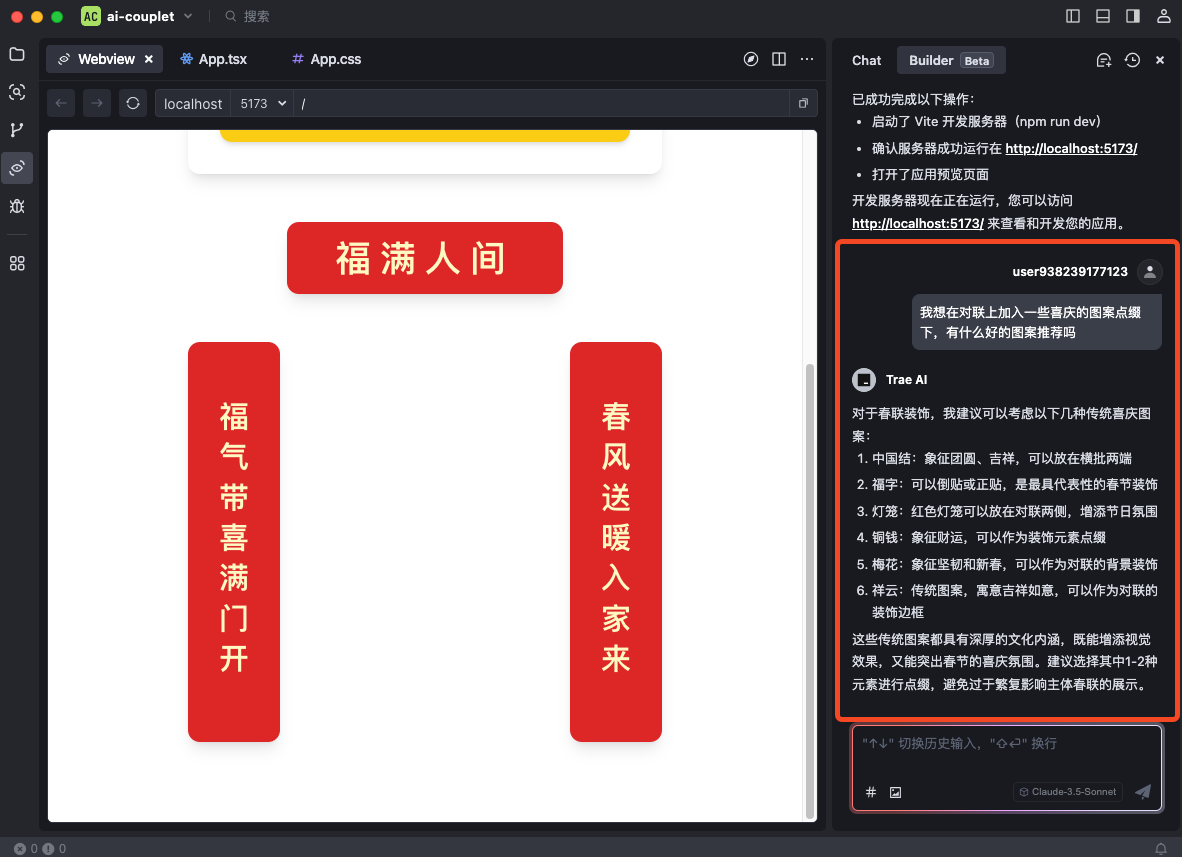 AC ai-couplet
搜索
Webview
App.tsx
# App.css
localhost 5173 /
福满人间
福气带喜满门开
春风送暖入家来
Chat
Builder Beta
已成功完成以下操作：
• 启动了 Vite 开发服务器（npm run dev）
• 确认服务器成功运行在 http://localhost:5173/
• 打开了应用预览页面
开发服务器现在正在运行，您可以访问
http://localhost:5173/ 来查看和开发您的应用。
user938239177123
我想在对联上加入一些喜庆的图案点缀
下，有什么好的图案推荐吗
Trae AI
对于春联装饰，我建议可以考虑以下几种传统喜庆图
案：
1. 中国结：象征团圆、吉祥，可以放在横批两端
2. 福字：可以倒贴或正贴，是最具代表性的春节装饰
3. 灯笼：红色灯笼可以放在对联两侧，增添节日氛围
4. 铜钱：象征财运，可以作为装饰元素点缀
5. 梅花：象征坚韧和新春，可以作为对联的背景装饰
6. 祥云：传统图案，寓意吉祥如意，可以作为对联的
装饰边框
这些传统图案都具有深厚的文化内涵，既能增添视觉
效果，又能突出春节的喜庆氛围。建议选择其中1-2种
元素进行点缀，避免过于繁复影响主体春联的展示。
"↑↓" 切换历史输入，"⇧⏎" 换行
#
Claude-3.5-Sonnet
0 0